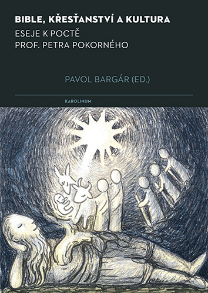 BIBLE, KŘESŤANSTVÍ A KULTURA
ESEJE K POCTĚ
PROF. PETRA POKORNÉHO
PAVOL BARGÁR (ED.)
KAROLINUM